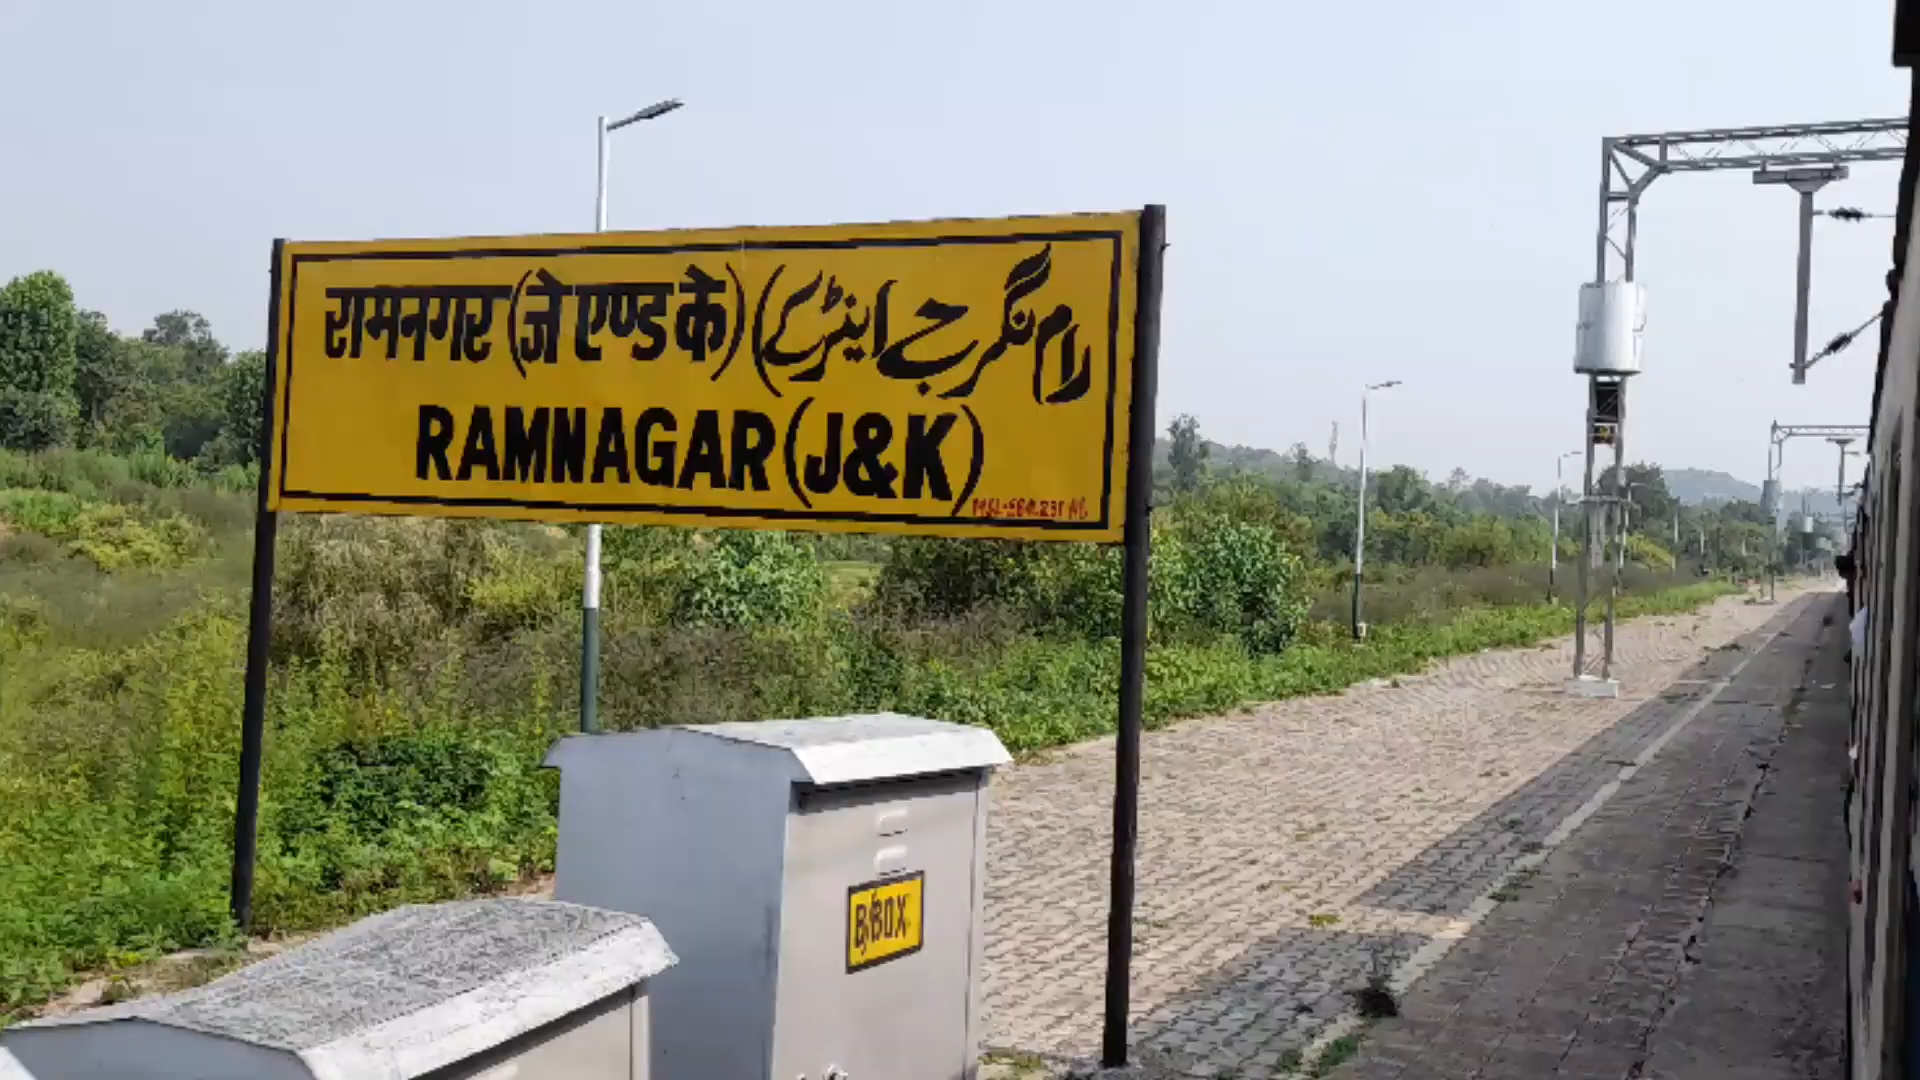 रामनगर (जे एण्ड के) رام نگر جے اینڈ کے)
RAMNAGAR (J&K)
B/BOX